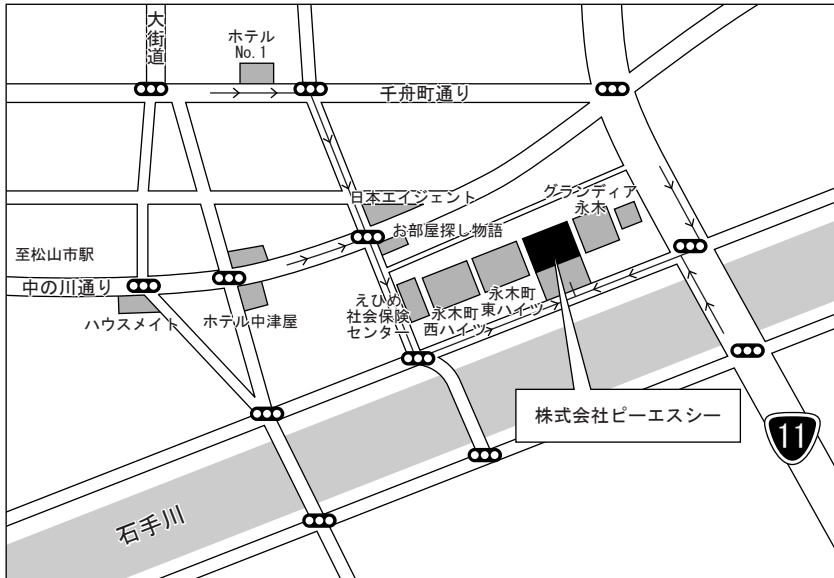 大街道
ホテル
No.1
千舟町通り
日本エイジェント
グランディア
永木
お部屋探し物語
至松山市駅
中の川通り
ハウスメイト
ホテル中津屋
えひめ
社会保険
センター
永木町
西ハイツ
永木町
東ハイツ
株式会社ピーエスシー
11
石手川